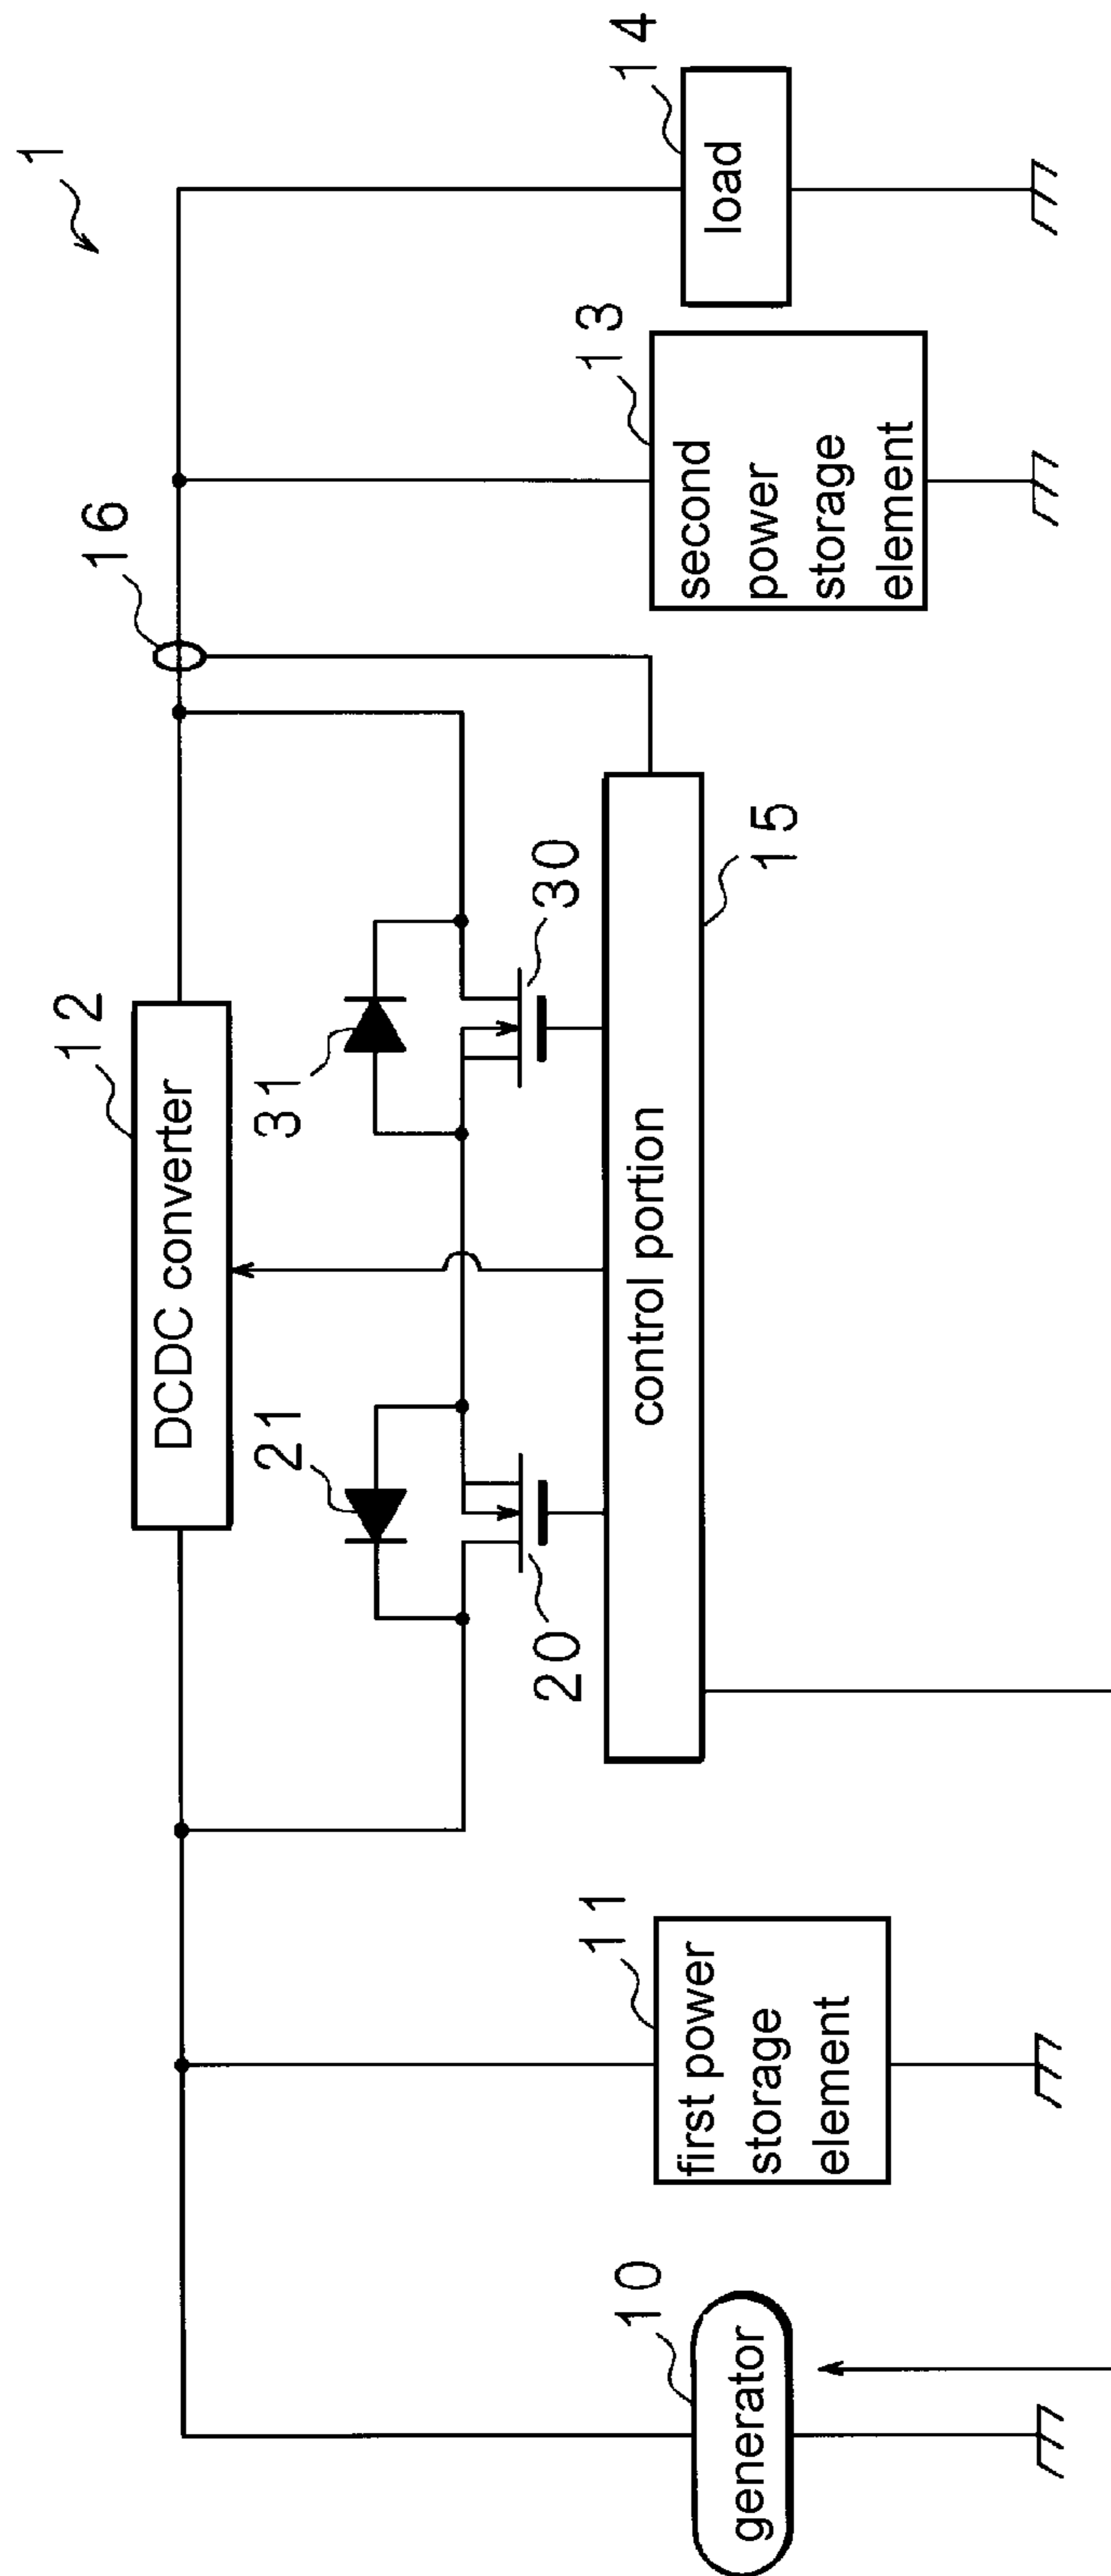 1
16
12
DCDC converter
14
load
13
second
power
storage
element
21
31
20
30
control portion
15
11
first power
storage
element
10
generator